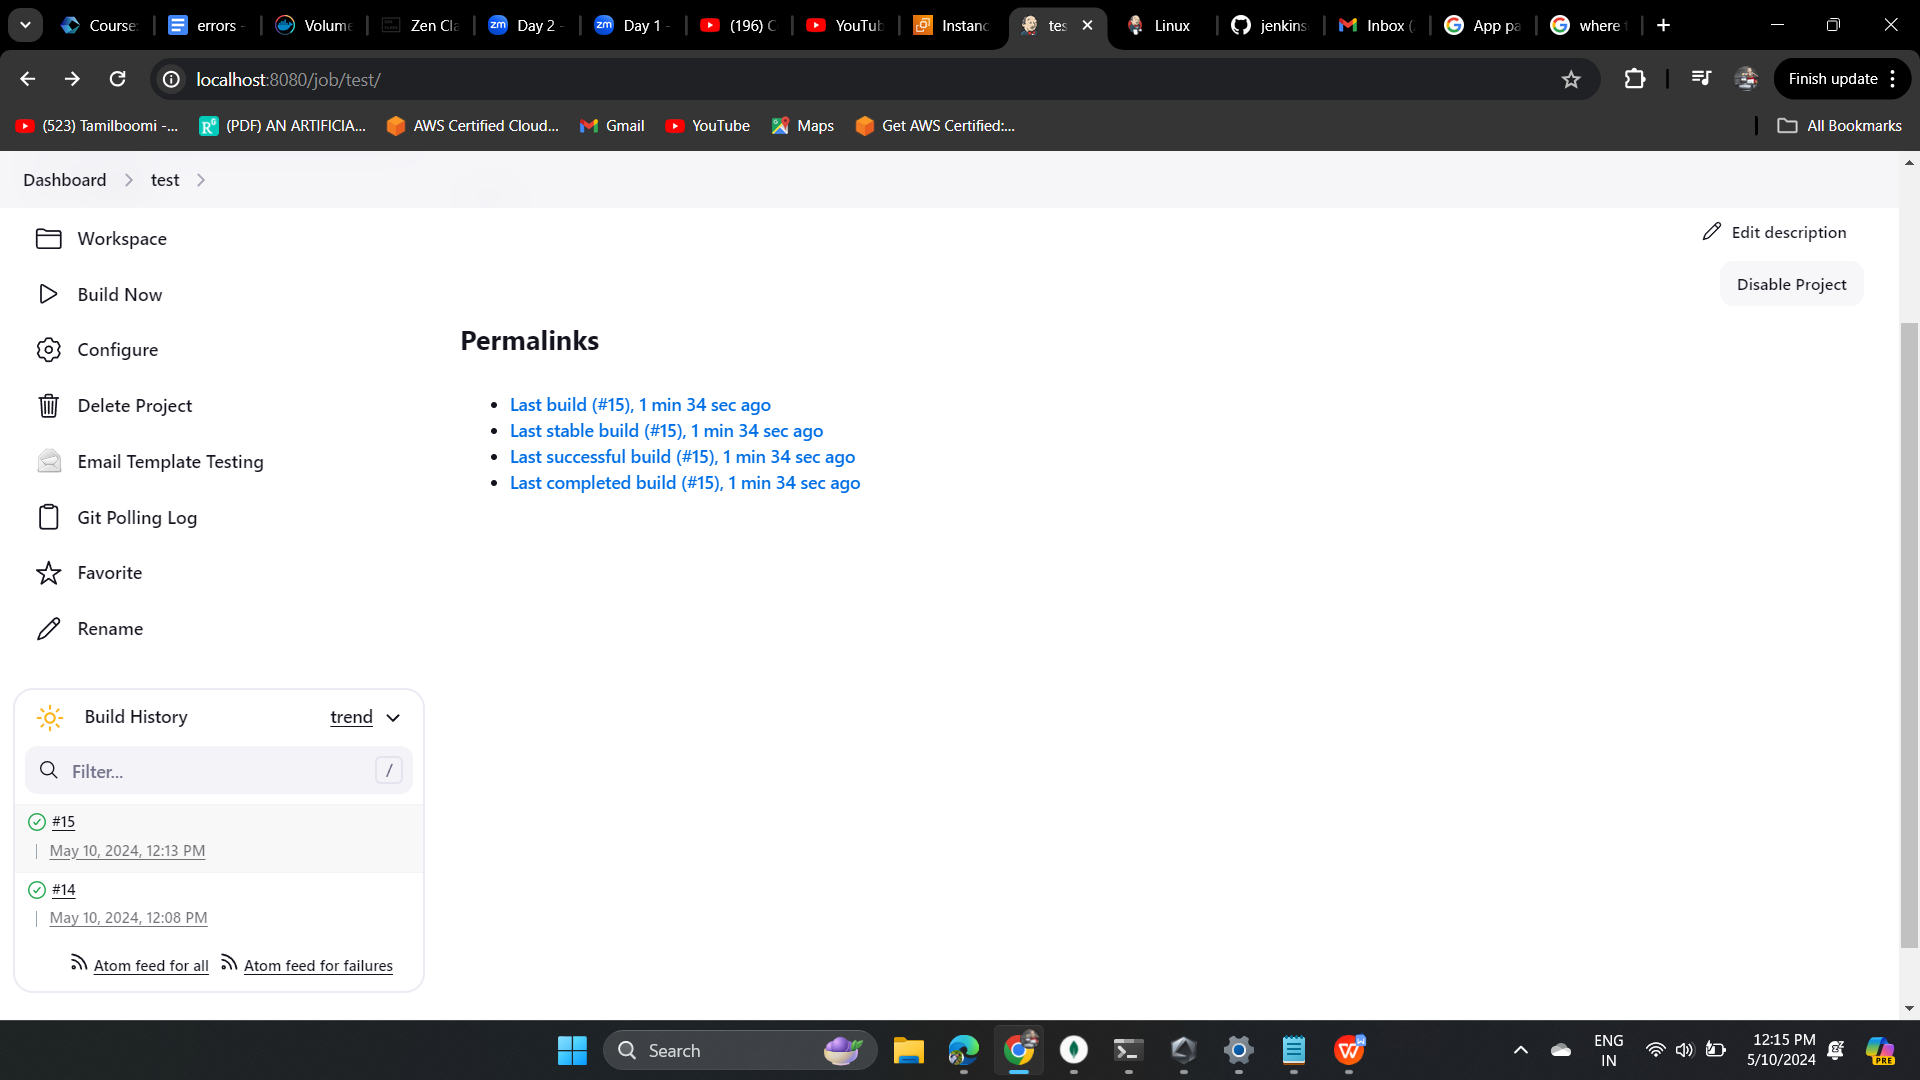 Course
errors -
Volume
Zen Cla
Day 2 -
Day 1 -
(196) C
YouTub
Instanc
tes
Linux
jenkins
Inbox (
App pa
where t
localhost:8080/job/test/
Finish update
(523) Tamilboomi -...
(PDF) AN ARTIFICIA...
AWS Certified Cloud...
Gmail
YouTube
Maps
Get AWS Certified:...
All Bookmarks
Dashboard
test
Workspace
Build Now
Configure
Delete Project
Email Template Testing
Git Polling Log
Favorite
Rename
Edit description
Disable Project
Permalinks
Last build (#15), 1 min 34 sec ago
Last stable build (#15), 1 min 34 sec ago
Last successful build (#15), 1 min 34 sec ago
Last completed build (#15), 1 min 34 sec ago
Build History
trend
Filter...
/
#15
May 10, 2024, 12:13 PM
#14
May 10, 2024, 12:08 PM
Atom feed for all
Atom feed for failures
Search
ENG
IN
12:15 PM
5/10/2024
PRE